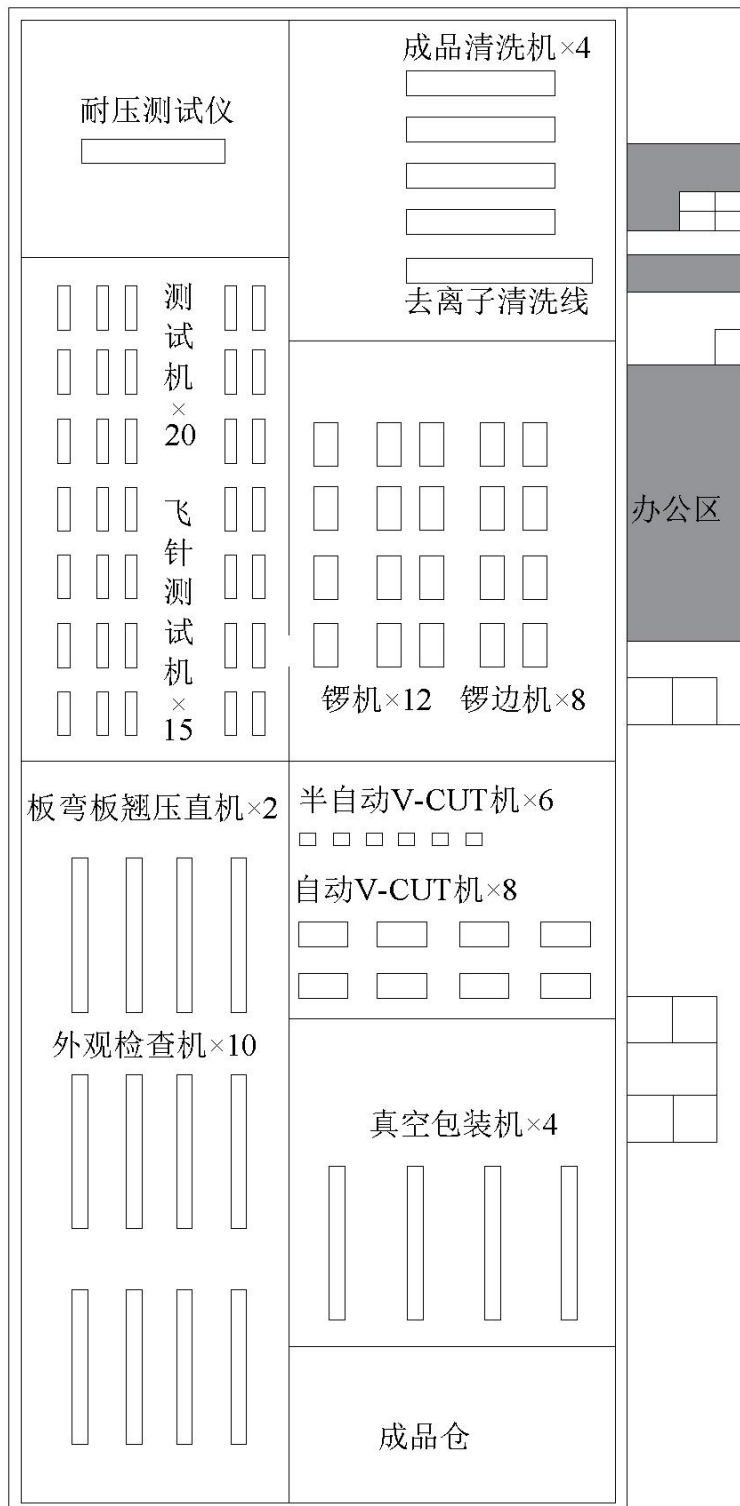 成品清洗机×4
耐压测试仪
去离子清洗线
测试机×20
飞针测试机×15
办公区
锣机×12
锣边机×8
板弯板翘压直机×2
半自动V-CUT机×6
自动V-CUT机×8
外观检查机×10
真空包装机×4
成品仓